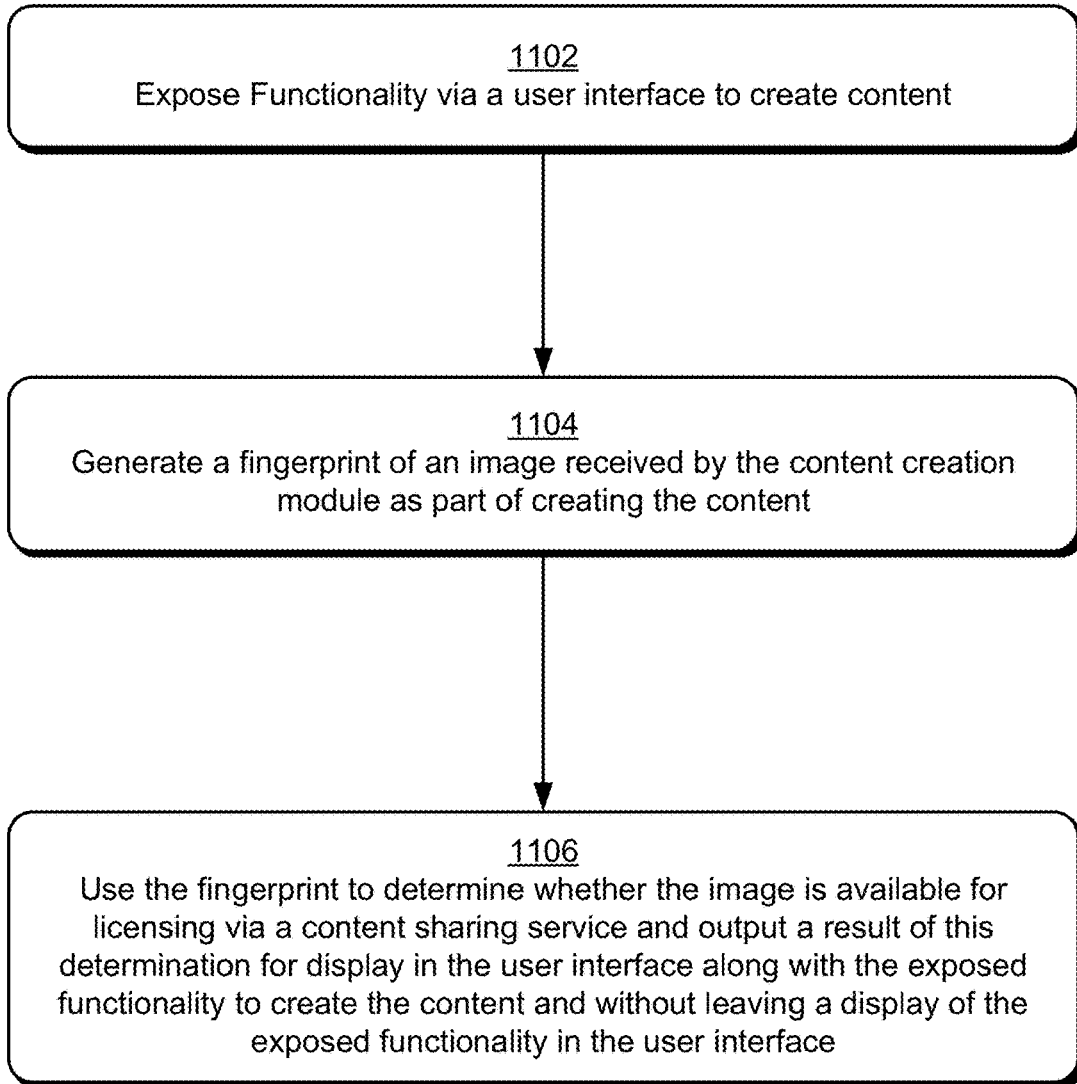 1102
Expose Functionality via a user interface to create content
1104
Generate a fingerprint of an image received by the content creation
module as part of creating the content
1106
Use the fingerprint to determine whether the image is available for
licensing via a content sharing service and output a result of this
determination for display in the user interface along with the exposed
functionality to create the content and without leaving a display of the
exposed functionality in the user interface